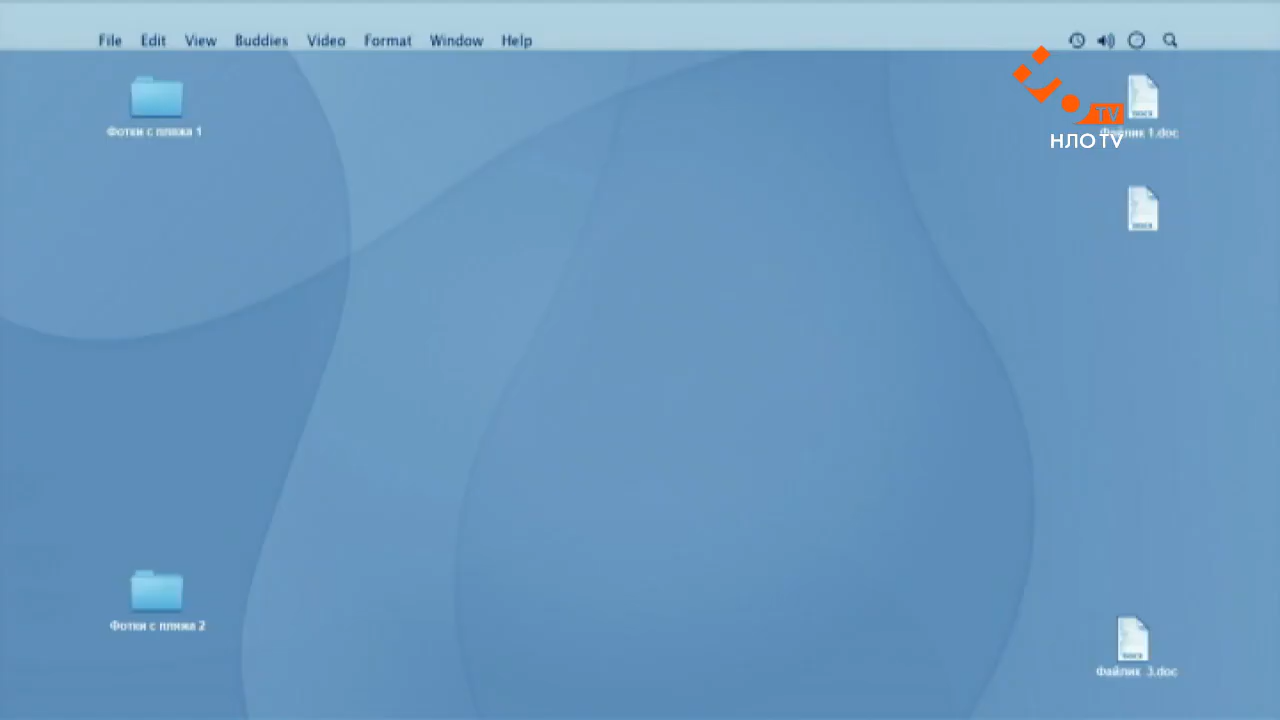 File Edit View Buddies Video Format Window Help
TV
НЛО TV
Фотки с пляжа 1
Файлик 1.doc
Фотки с пляжа 2
Файлик 3.doc